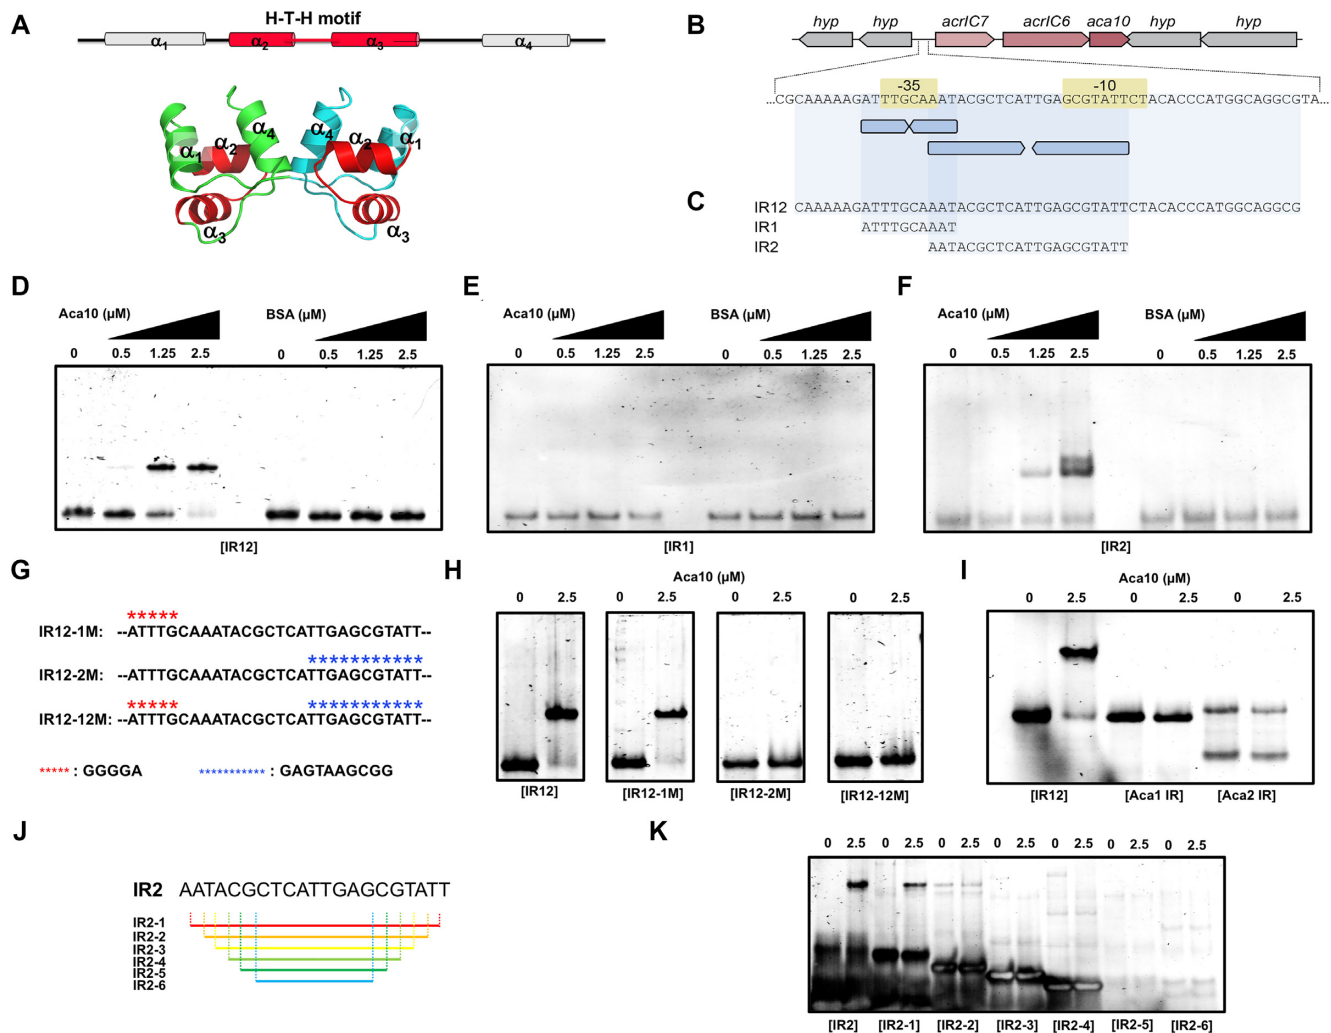 A
H-T-H motif
α1 α2 α3 α4
α4 α4
α1 α2 α2 α1
α3 α3
B
hyp hyp acrIC7 acrIC6 aca10 hyp hyp
-35 -10
...CGCAAAAAGATTTGCAAATACGCTCATTGAGCGTATTCTACACCCATGGCAGGCGTA...
C
IR12 CAAAAAGATTTGCAAATACGCTCATTGAGCGTATTCTACACCCATGGCAGGCG
IR1 ATTTGCAAAT
IR2 AATACGCTCATTGAGCGTATT
D
Aca10 (µM) BSA (µM)
0 0.5 1.25 2.5 0 0.5 1.25 2.5
[IR12]
E
Aca10 (µM) BSA (µM)
0 0.5 1.25 2.5 0 0.5 1.25 2.5
[IR1]
F
Aca10 (µM) BSA (µM)
0 0.5 1.25 2.5 0 0.5 1.25 2.5
[IR2]
G
*****
IR12-1M: --ATTTGCAAATACGCTCATTGAGCGTATT--
***********
IR12-2M: --ATTTGCAAATACGCTCATTGAGCGTATT--
***** ***********
IR12-12M: --ATTTGCAAATACGCTCATTGAGCGTATT--
***** : GGGGA *********** : GAGTAAGCGG
H
Aca10 (µM)
0 2.5 0 2.5 0 2.5 0 2.5
[IR12] [IR12-1M] [IR12-2M] [IR12-12M]
I
Aca10 (µM)
0 2.5 0 2.5 0 2.5
[IR12] [Aca1 IR] [Aca2 IR]
J
IR2 AATACGCTCATTGAGCGTATT
IR2-1
IR2-2
IR2-3
IR2-4
IR2-5
IR2-6
K
0 2.5 0 2.5 0 2.5 0 2.5 0 2.5 0 2.5 0 2.5
[IR2] [IR2-1] [IR2-2] [IR2-3] [IR2-4] [IR2-5] [IR2-6]